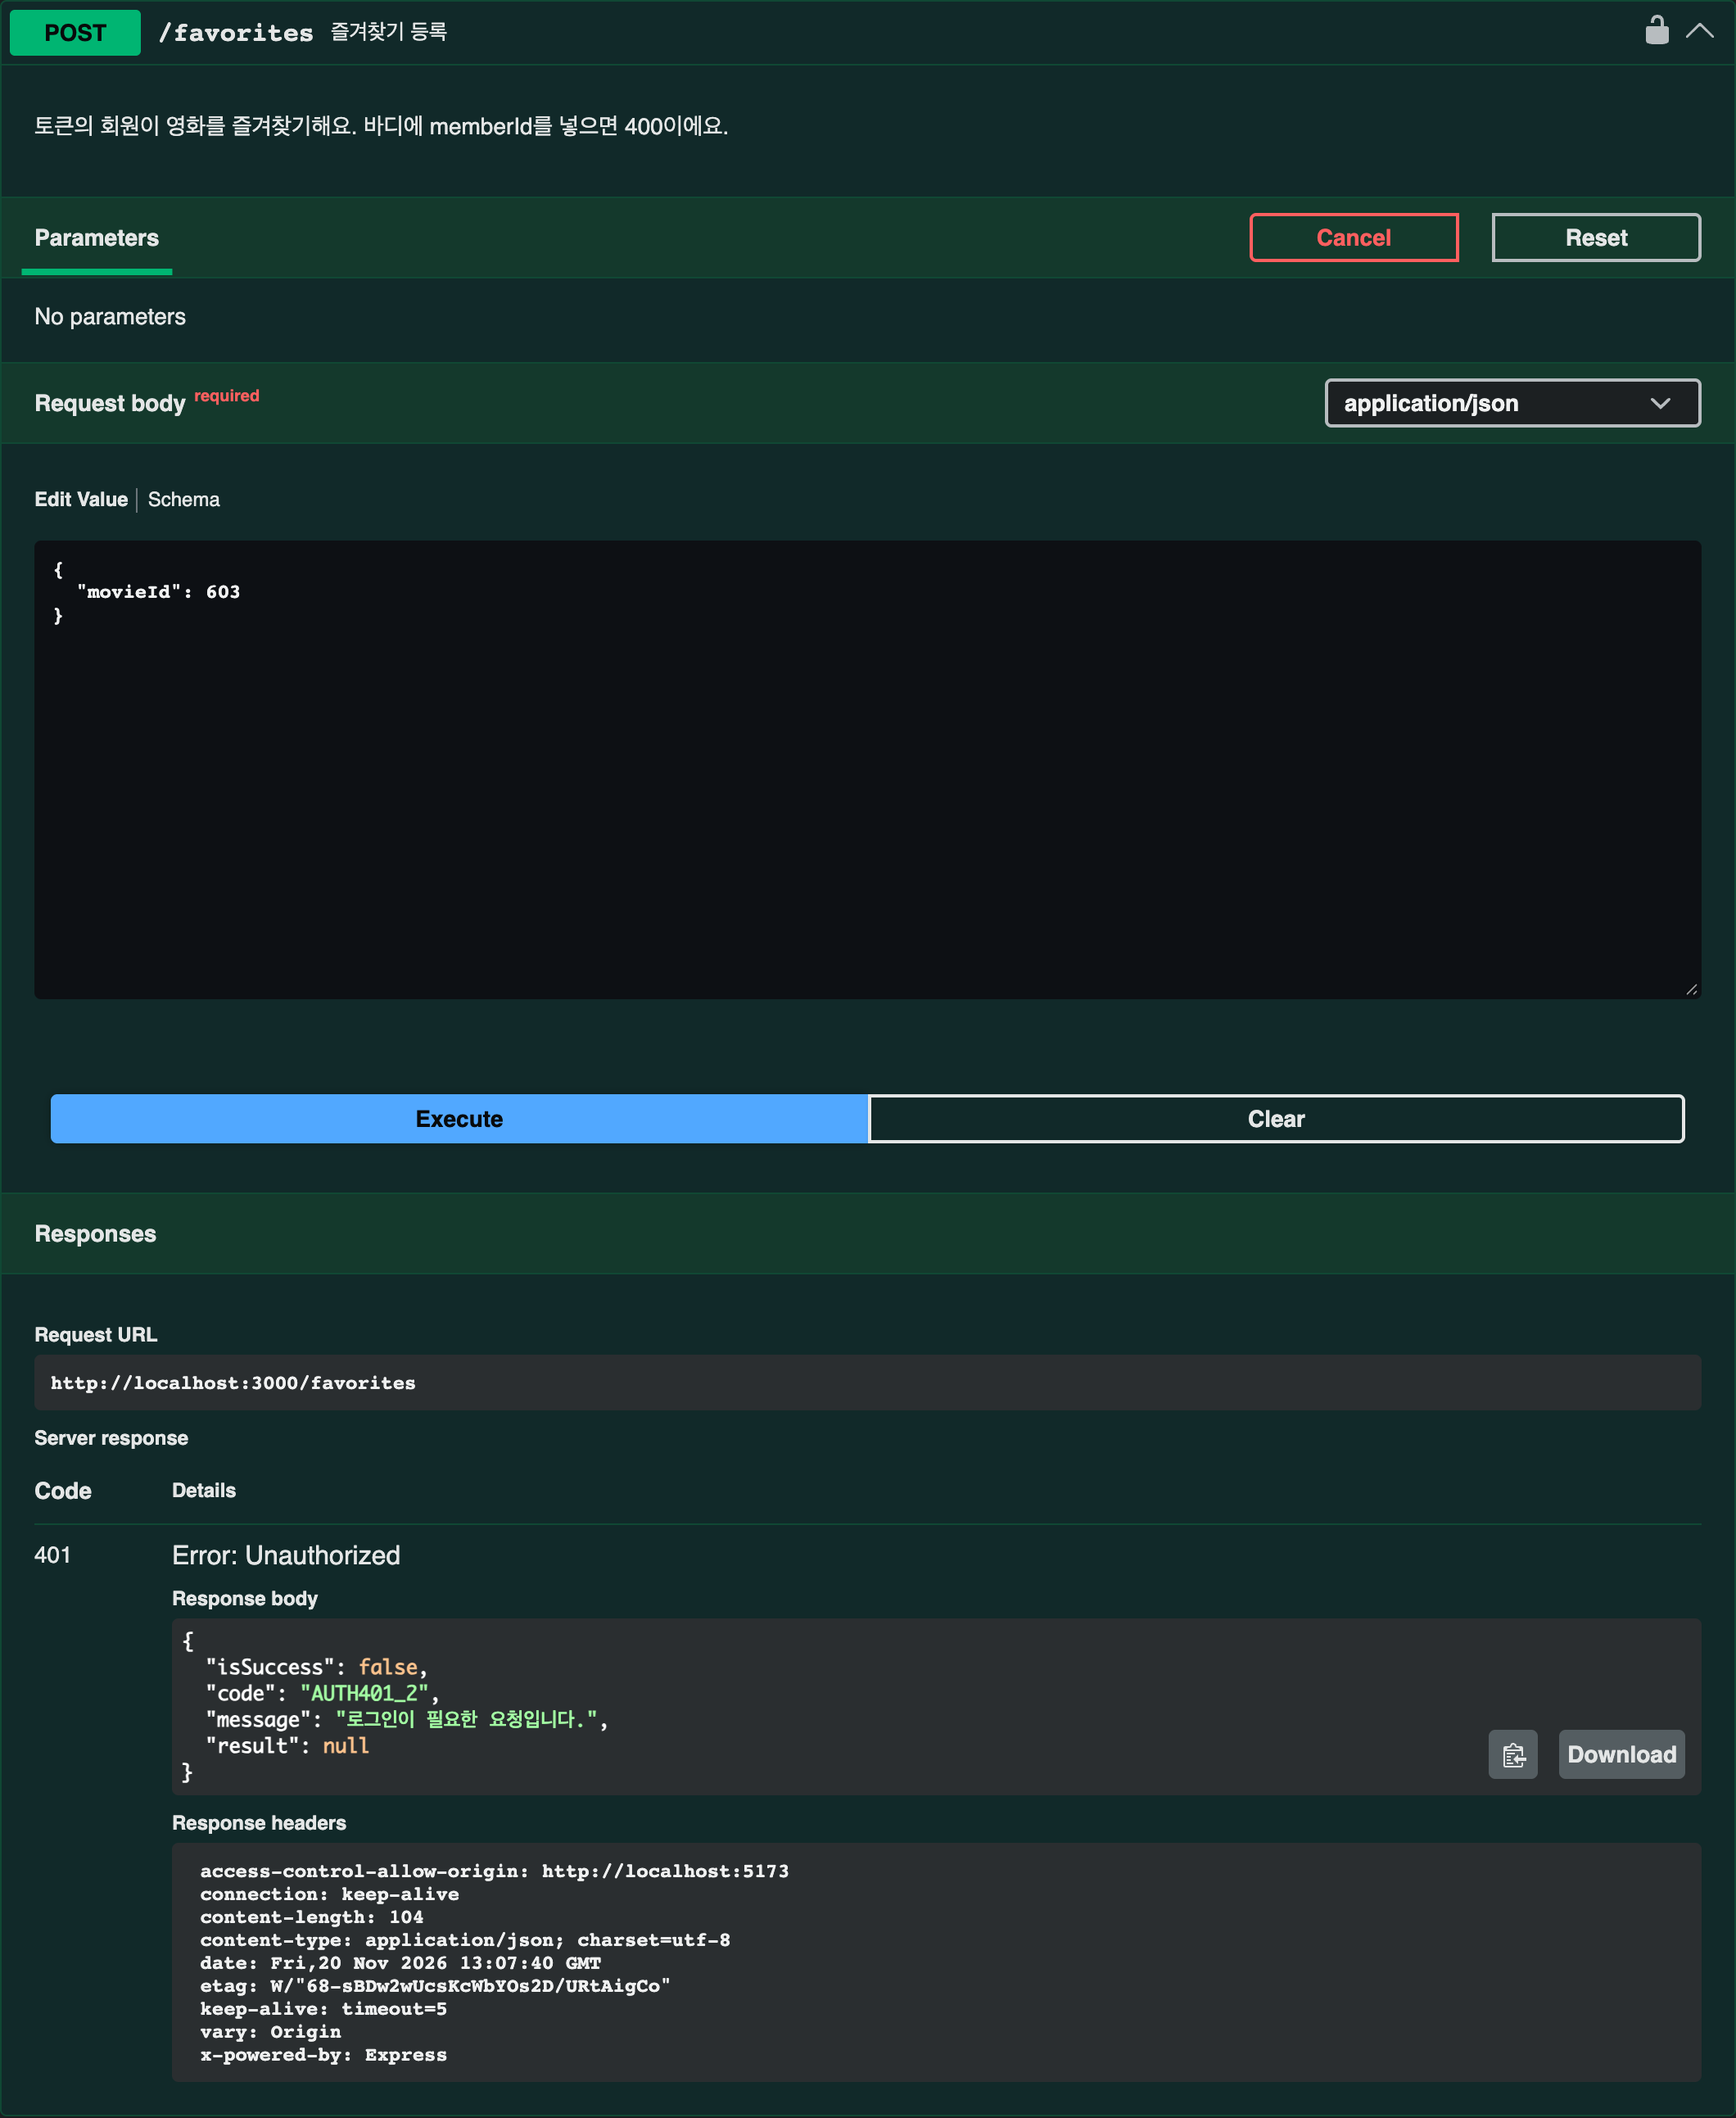 POST /favorites 즐겨찾기 등록
토큰의 회원이 영화를 즐겨찾기해요. 바디에 memberId를 넣으면 400이에요.
Parameters
Cancel
Reset
No parameters
Request body required
application/json
Edit Value | Schema
{
  "movieId": 603
}
Execute
Clear
Responses
Request URL
http://localhost:3000/favorites
Server response
Code Details
401 Error: Unauthorized
Response body
{
  "isSuccess": false,
  "code": "AUTH401_2",
  "message": "로그인이 필요한 요청입니다.",
  "result": null
}
Download
Response headers
access-control-allow-origin: http://localhost:5173
connection: keep-alive
content-length: 104
content-type: application/json; charset=utf-8
date: Fri,20 Nov 2026 13:07:40 GMT
etag: W/"68-sBDw2wUcsKcWbYOs2D/URtAigCo"
keep-alive: timeout=5
vary: Origin
x-powered-by: Express